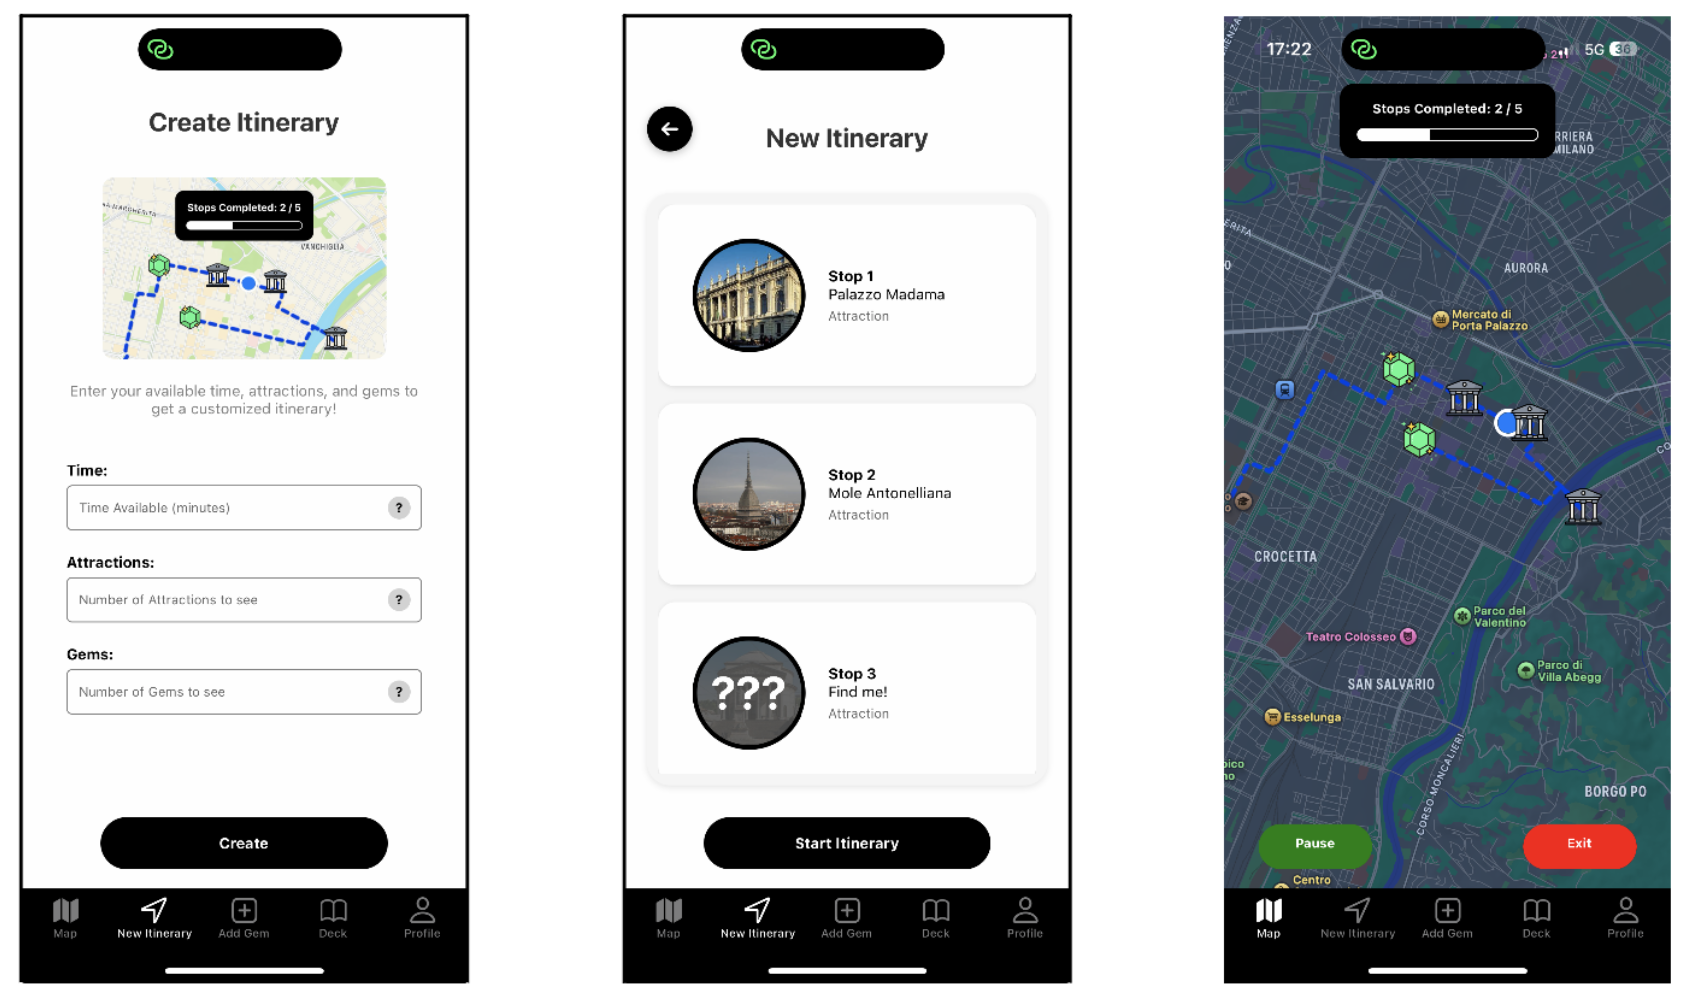 Create Itinerary
Stops Completed: 2 / 5
VANCHIGLIA
Enter your available time, attractions, and gems to
get a customized itinerary!
Time:
Time Available (minutes)
?
Attractions:
Number of Attractions to see
?
Gems:
Number of Gems to see
?
Create
Map
New Itinerary
Add Gem
Deck
Profile
New Itinerary
Stop 1
Palazzo Madama
Attraction
Stop 2
Mole Antonelliana
Attraction
???
Stop 3
Find me!
Attraction
Start Itinerary
Map
New Itinerary
Add Gem
Deck
Profile
17:22
5G 36
Stops Completed: 2 / 5
RRIERA
MILANO
ERITA
AURORA
Mercato di
Porta Palazzo
CROCETTA
Parco del
Valentino
Teatro Colosseo
Parco di
Villa Abegg
SAN SALVARIO
Esselunga
CORSO MONCALIERI
BORGO PO
Pause
Exit
Centro
Map
New Itinerary
Add Gem
Deck
Profile